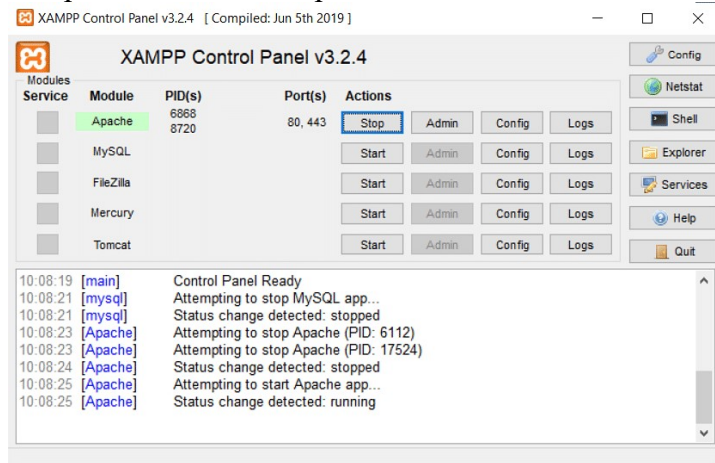 XAMPP Control Panel v3.2.4 [ Compiled: Jun 5th 2019 ]
XAMPP Control Panel v3.2.4
Config
Modules
Service Module PID(s) Port(s) Actions
Netstat
Apache 6868 8720 80, 443 Stop Admin Config Logs
Shell
MySQL Start Admin Config Logs
Explorer
FileZilla Start Admin Config Logs
Services
Mercury Start Admin Config Logs
Help
Tomcat Start Admin Config Logs
Quit
10:08:19 [main] Control Panel Ready
10:08:21 [mysql] Attempting to stop MySQL app...
10:08:21 [mysql] Status change detected: stopped
10:08:23 [Apache] Attempting to stop Apache (PID: 6112)
10:08:23 [Apache] Attempting to stop Apache (PID: 17524)
10:08:24 [Apache] Status change detected: stopped
10:08:25 [Apache] Attempting to start Apache app...
10:08:25 [Apache] Status change detected: running